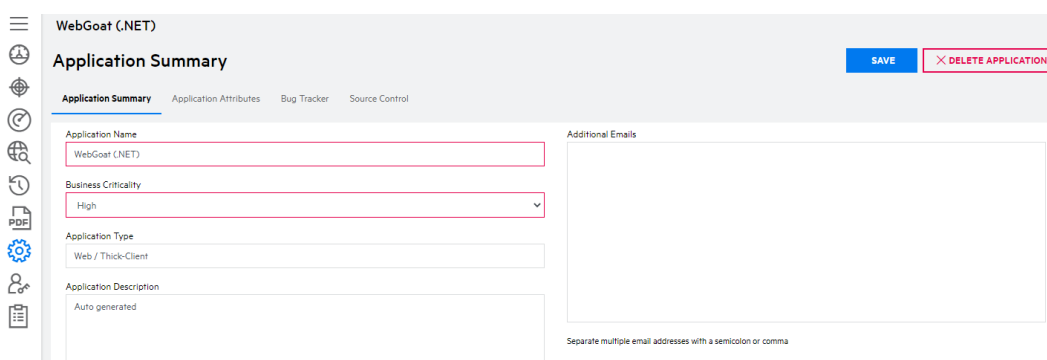 WebGoat (.NET)
Application Summary
SAVE
DELETE APPLICATION
Application Summary
Application Attributes
Bug Tracker
Source Control
Application Name
WebGoat (.NET)
Business Criticality
High
Application Type
Web / Thick-Client
Application Description
Auto generated
Additional Emails
Separate multiple email addresses with a semicolon or comma
PDF